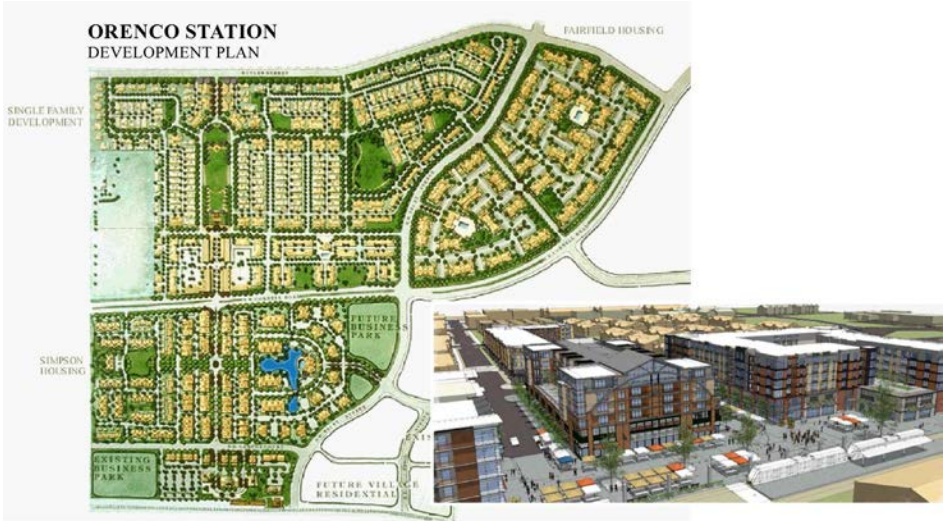 ORENCO STATION
DEVELOPMENT PLAN
FAIRFIELD HOUSING
SINGLE FAMILY
DEVELOPMENT
FUTURE
BUSINESS
PARK
SIMPSON
HOUSING
EXISTING
BUSINESS
PARK
FUTURE VILLAGE
RESIDENTIAL